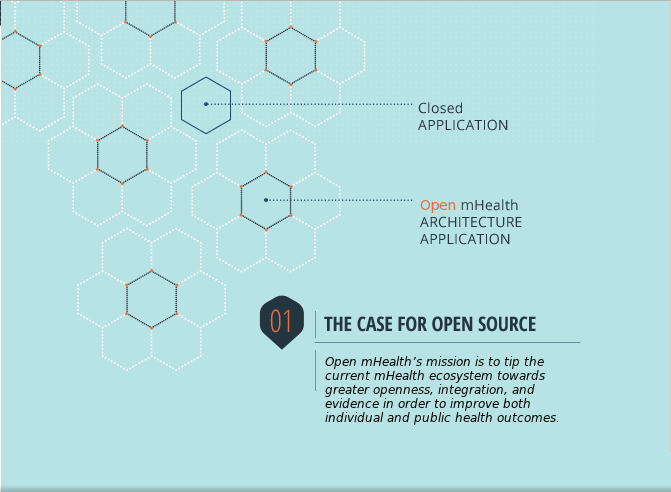 Closed
APPLICATION
Open mHealth
ARCHITECTURE
APPLICATION
01
THE CASE FOR OPEN SOURCE
Open mHealth's mission is to tip the
current mHealth ecosystem towards
greater openness, integration, and
evidence in order to improve both
individual and public health outcomes.